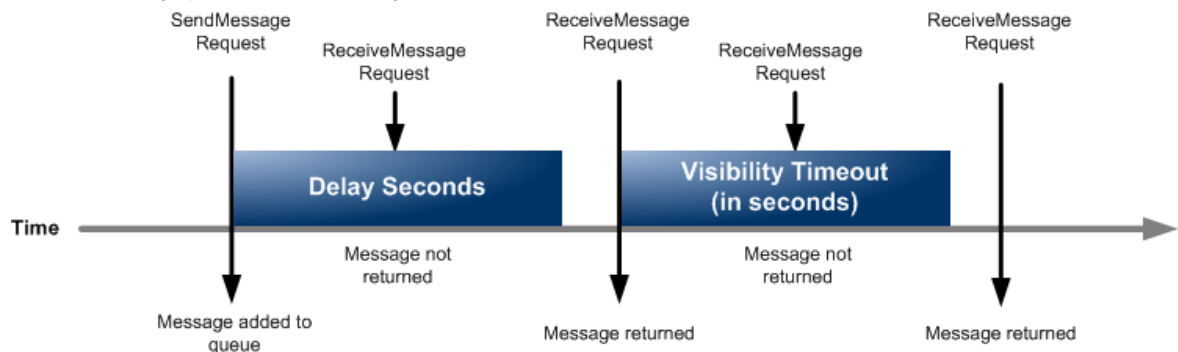 SendMessage
Request
ReceiveMessage
Request
ReceiveMessage
Request
ReceiveMessage
Request
ReceiveMessage
Request
Delay Seconds
Visibility Timeout
(in seconds)
Time
Message not
returned
Message not
returned
Message added to
queue
Message returned
Message returned